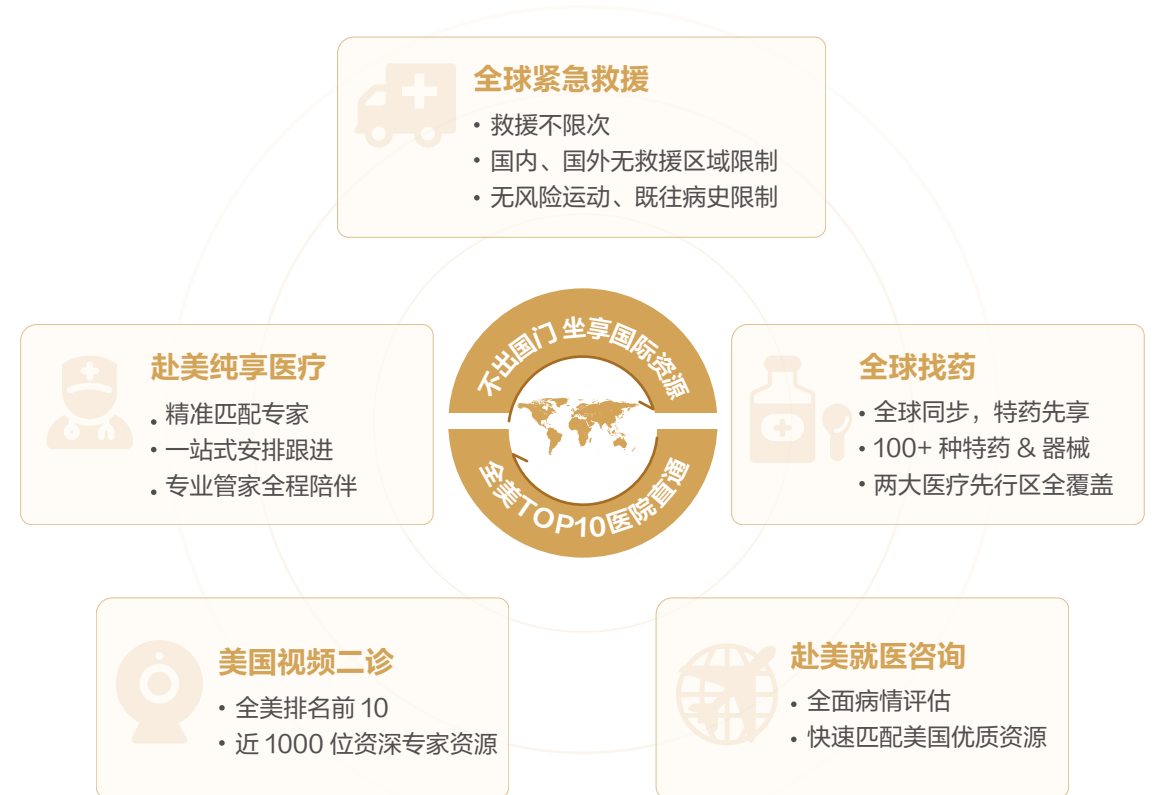 全球紧急救援
• 救援不限次
• 国内、国外无救援区域限制
• 无风险运动、既往病史限制
不出国门 坐享国际资源
全美TOP10医院直通
赴美纯享医疗
• 精准匹配专家
• 一站式安排跟进
• 专业管家全程陪伴
全球找药
• 全球同步，特药先享
• 100+ 种特药 & 器械
• 两大医疗先行区全覆盖
美国视频二诊
• 全美排名前 10
• 近 1000 位资深专家资源
赴美就医咨询
• 全面病情评估
• 快速匹配美国优质资源